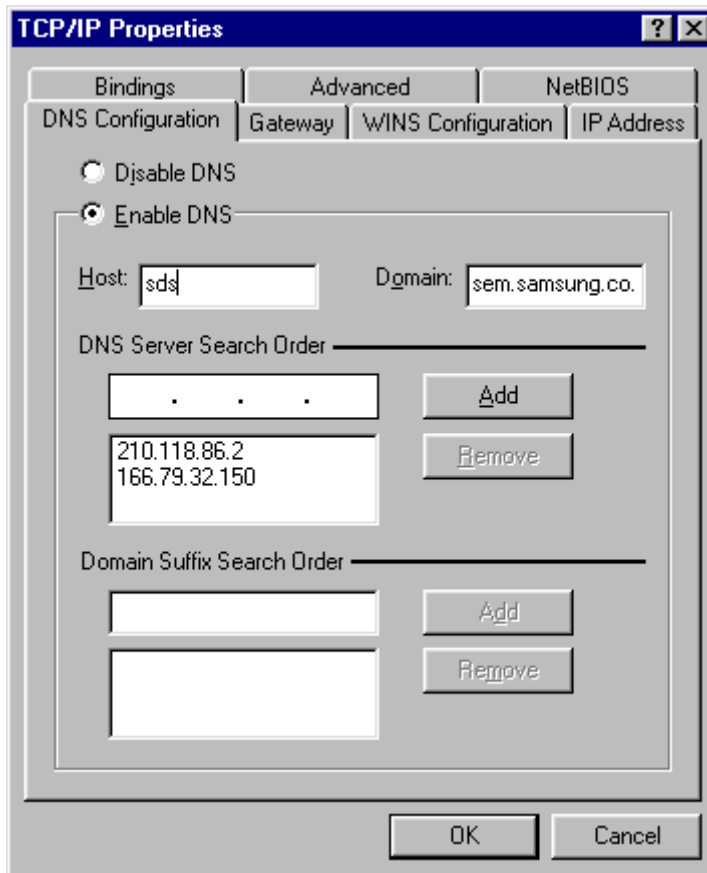 TCP/IP Properties
Bindings Advanced NetBIOS
DNS Configuration Gateway WINS Configuration IP Address
Disable DNS
Enable DNS
Host: sds Domain: sem.samsung.co.
DNS Server Search Order
. . . Add
210.118.86.2 Remove
166.79.32.150
Domain Suffix Search Order
Add
Remove
OK Cancel